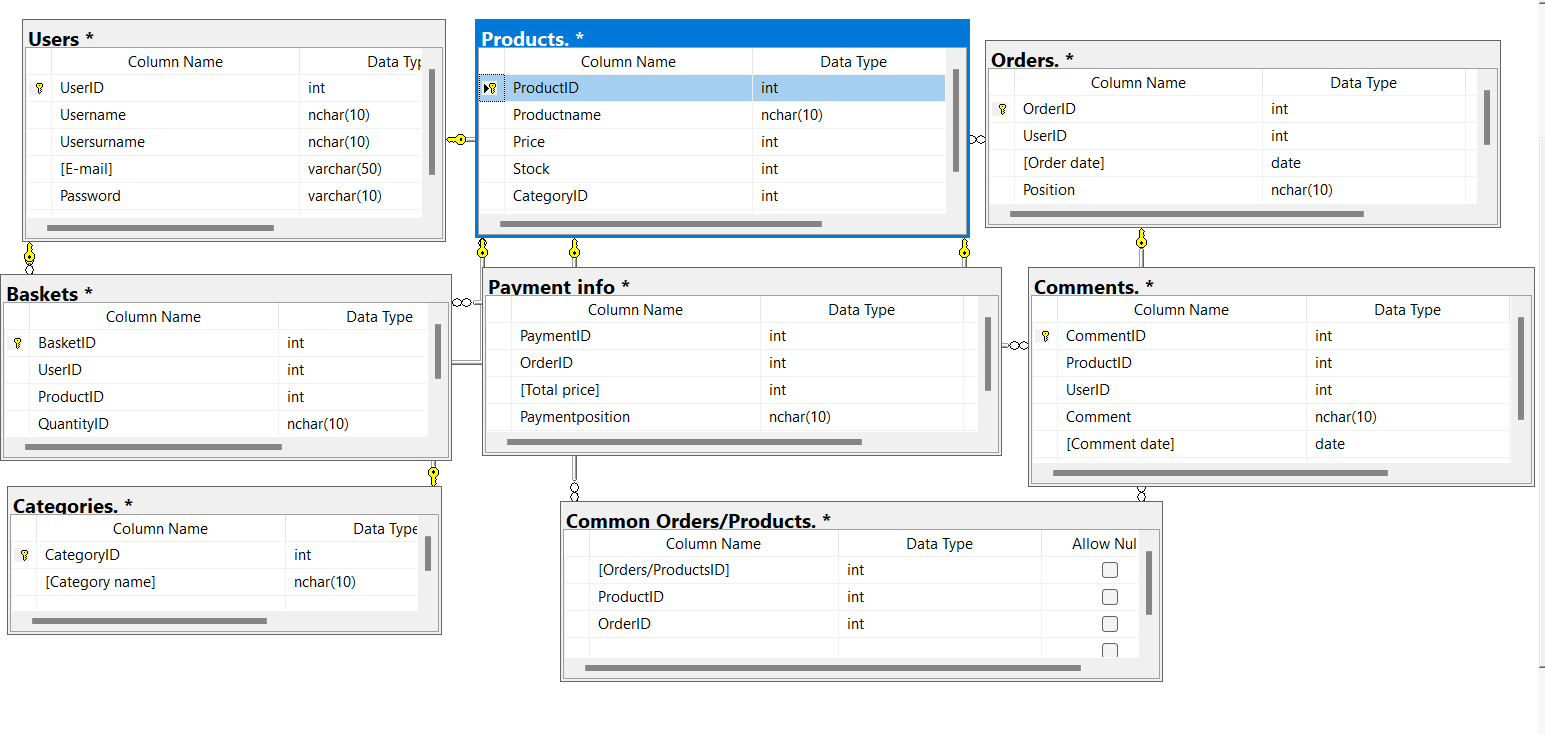 Users *
Column Name Data Typ
UserID int
Username nchar(10)
Usersurname nchar(10)
[E-mail] varchar(50)
Password varchar(10)
Products. *
Column Name Data Type
ProductID int
Productname nchar(10)
Price int
Stock int
CategoryID int
Orders. *
Column Name Data Type
OrderID int
UserID int
[Order date] date
Position nchar(10)
Baskets *
Column Name Data Type
BasketID int
UserID int
ProductID int
QuantityID nchar(10)
Payment info *
Column Name Data Type
PaymentID int
OrderID int
[Total price] int
Paymentposition nchar(10)
Comments. *
Column Name Data Type
CommentID int
ProductID int
UserID int
Comment nchar(10)
[Comment date] date
Categories. *
Column Name Data Type
CategoryID int
[Category name] nchar(10)
Common Orders/Products. *
Column Name Data Type Allow Nul
[Orders/ProductsID] int
ProductID int
OrderID int